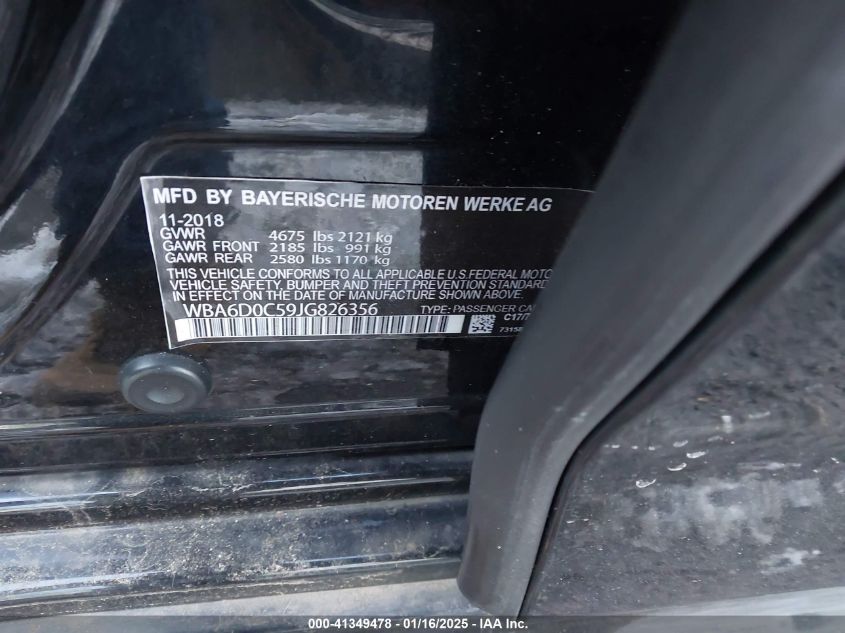 MFD BY BAYERISCHE MOTOREN WERKE AG
11-2018
GVWR 4675 lbs 2121 kg
GAWR FRONT 2185 lbs 991 kg
GAWR REAR 2580 lbs 1170 kg
THIS VEHICLE CONFORMS TO ALL APPLICABLE U.S. FEDERAL MOTO
VEHICLE SAFETY, BUMPER AND THEFT PREVENTION STANDARD
IN EFFECT ON THE DATE OF MANUFACTURE SHOWN ABOVE.
WBA6D0C59JG826356 TYPE: PASSENGER CA
C17/7
7315
000-41349478 - 01/16/2025 - IAA Inc.